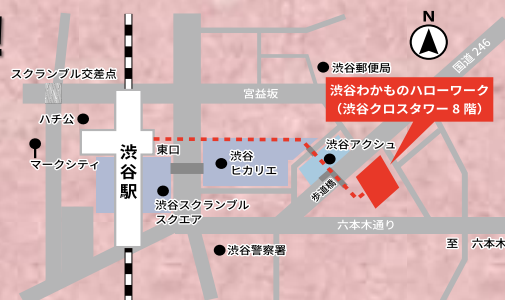 N
国道 246
スクランブル交差点
渋谷郵便局
宮益坂
渋谷わかものハローワーク
（渋谷クロスタワー 8 階）
ハチ公
東口
渋谷アクシュ
マークシティ
渋谷駅
渋谷
ヒカリエ
歩道橋
渋谷スクランブル
スクエア
六本木通り
至 六本木
渋谷警察署